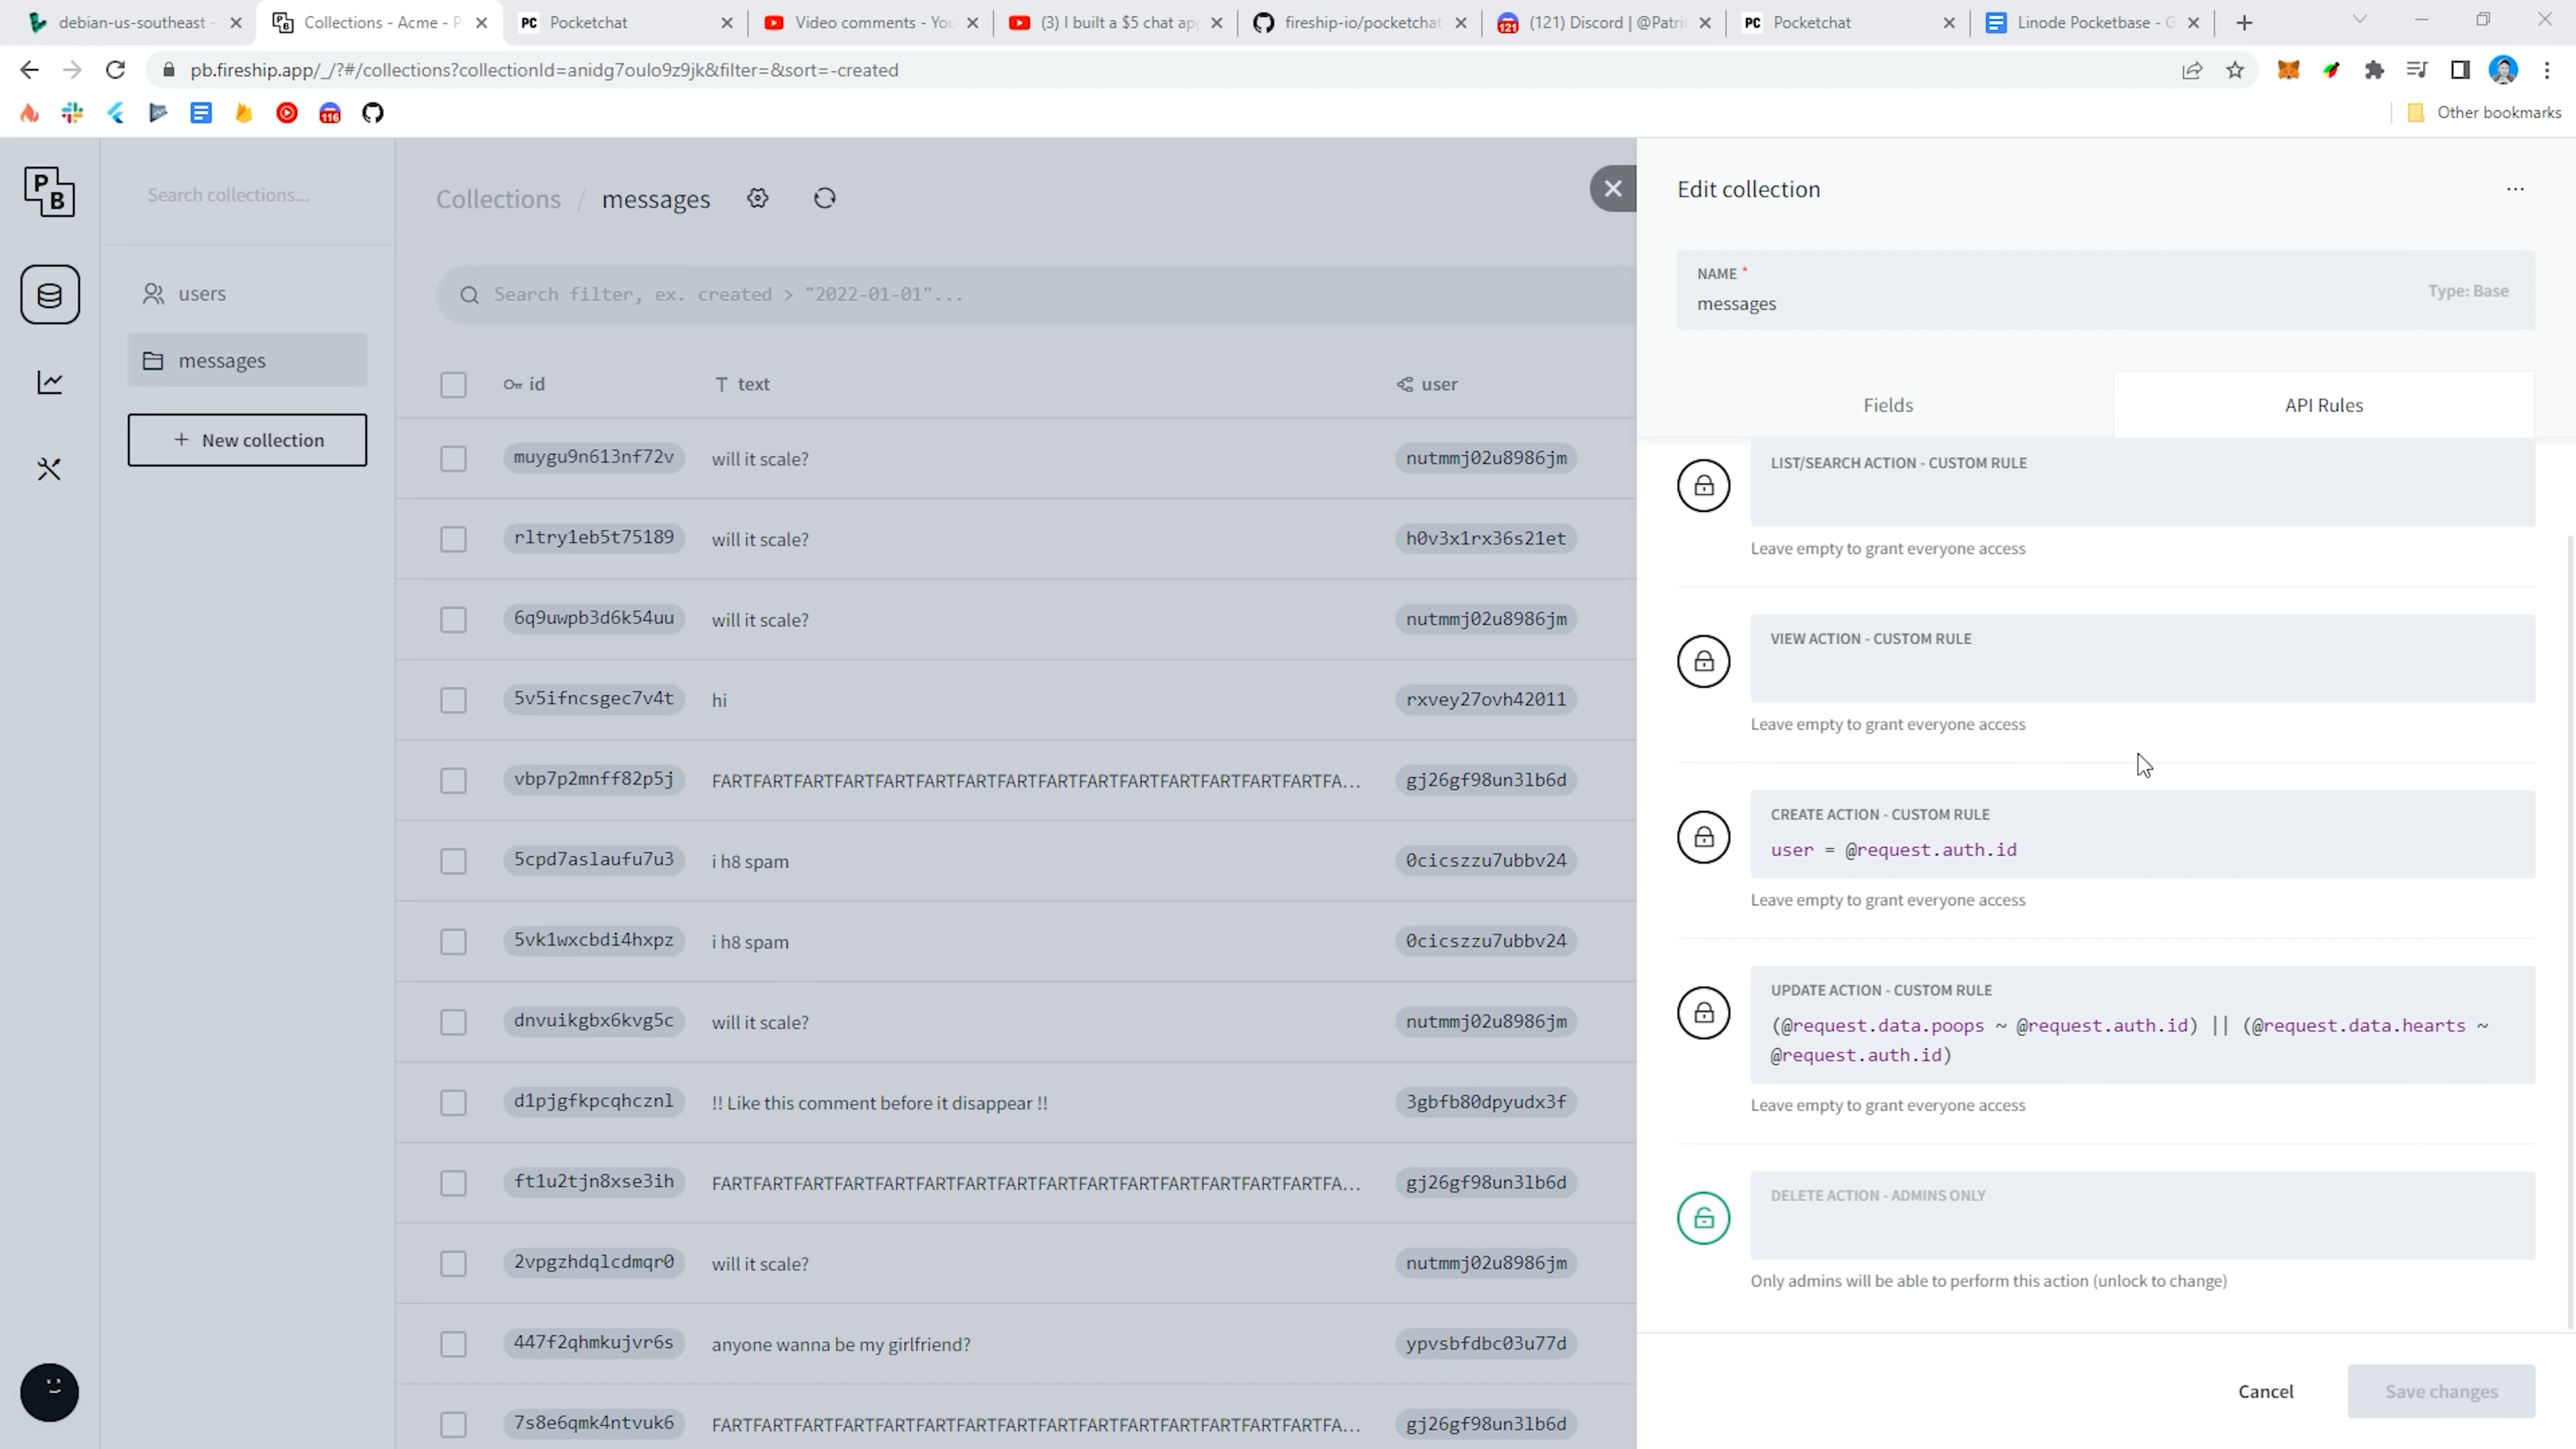 debian-us-southeast -
Collections - Acme - P
PC Pocketchat
Video comments - You
(3) I built a $5 chat ap
fireship-io/pocketchat
121 (121) Discord | @Patri
PC Pocketchat
Linode Pocketbase - G
pb.fireship.app/_/?#/collections?collectionId=anidg7oulo9z9jk&filter=&sort=-created
116
Other bookmarks
P
B
Search collections...
users
messages
+ New collection
Collections / messages
Search filter, ex. created > "2022-01-01"...
id text user
muygu9n613nf72v will it scale? nutmmj02u8986jm
rltry1eb5t75189 will it scale? h0v3x1rx36s21et
6q9uwpb3d6k54uu will it scale? nutmmj02u8986jm
5v5ifncsgec7v4t hi rxvey27ovh42011
vbp7p2mnff82p5j FARTFARTFARTFARTFARTFARTFARTFARTFARTFARTFARTFARTFARTFARTFARTFA... gj26gf98un3lb6d
5cpd7aslaufu7u3 i h8 spam 0cicszzu7ubbv24
5vk1wxcbdi4hxpz i h8 spam 0cicszzu7ubbv24
dnvuikgbx6kvg5c will it scale? nutmmj02u8986jm
d1pjgfkpcqhcznl !! Like this comment before it disappear !! 3gbfb80dpyudx3f
ft1u2tjn8xse3ih FARTFARTFARTFARTFARTFARTFARTFARTFARTFARTFARTFARTFARTFARTFARTFA... gj26gf98un3lb6d
2vpgzhdqlcdmqr0 will it scale? nutmmj02u8986jm
447f2qhmkujvr6s anyone wanna be my girlfriend? ypvsbfdbc03u77d
7s8e6qmk4ntvuk6 FARTFARTFARTFARTFARTFARTFARTFARTFARTFARTFARTFARTFARTFARTFARTFA... gj26gf98un3lb6d
Edit collection
...
NAME *
messages
Type: Base
Fields
API Rules
LIST/SEARCH ACTION - CUSTOM RULE
Leave empty to grant everyone access
VIEW ACTION - CUSTOM RULE
Leave empty to grant everyone access
CREATE ACTION - CUSTOM RULE
user = @request.auth.id
Leave empty to grant everyone access
UPDATE ACTION - CUSTOM RULE
(@request.data.poops ~ @request.auth.id) || (@request.data.hearts ~
@request.auth.id)
Leave empty to grant everyone access
DELETE ACTION - ADMINS ONLY
Only admins will be able to perform this action (unlock to change)
Cancel
Save changes